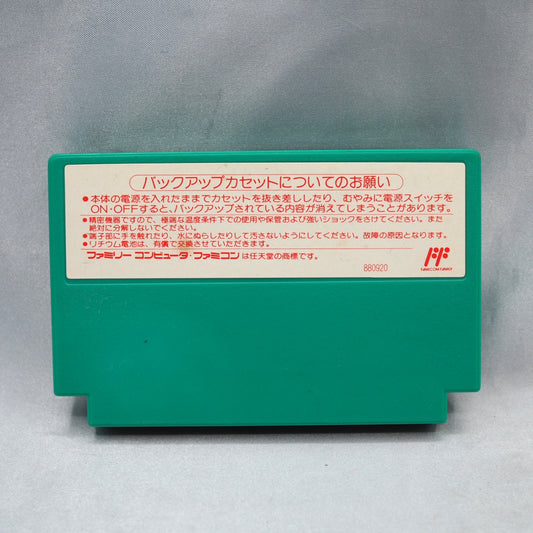 バックアップカセットについてのお願い
●本体の電源を入れたままでカセットを抜き差ししたり、むやみに電源スイッチを
ON・OFFすると、バックアップされている内容が消えてしまうことがあります。
●精密機器ですので、極端な温度条件下での使用や保管および強いショックをさけてください。また
絶対に分解しないでください。
●端子部に手を触れたり、水にぬらしたりして汚さないようにしてください。故障の原因となります。
●リチウム電池は、有償で交換させていただきます。
ファミリー コンピュータ・ファミコン は任天堂の商標です。
FAMICOM FAMILY
880920